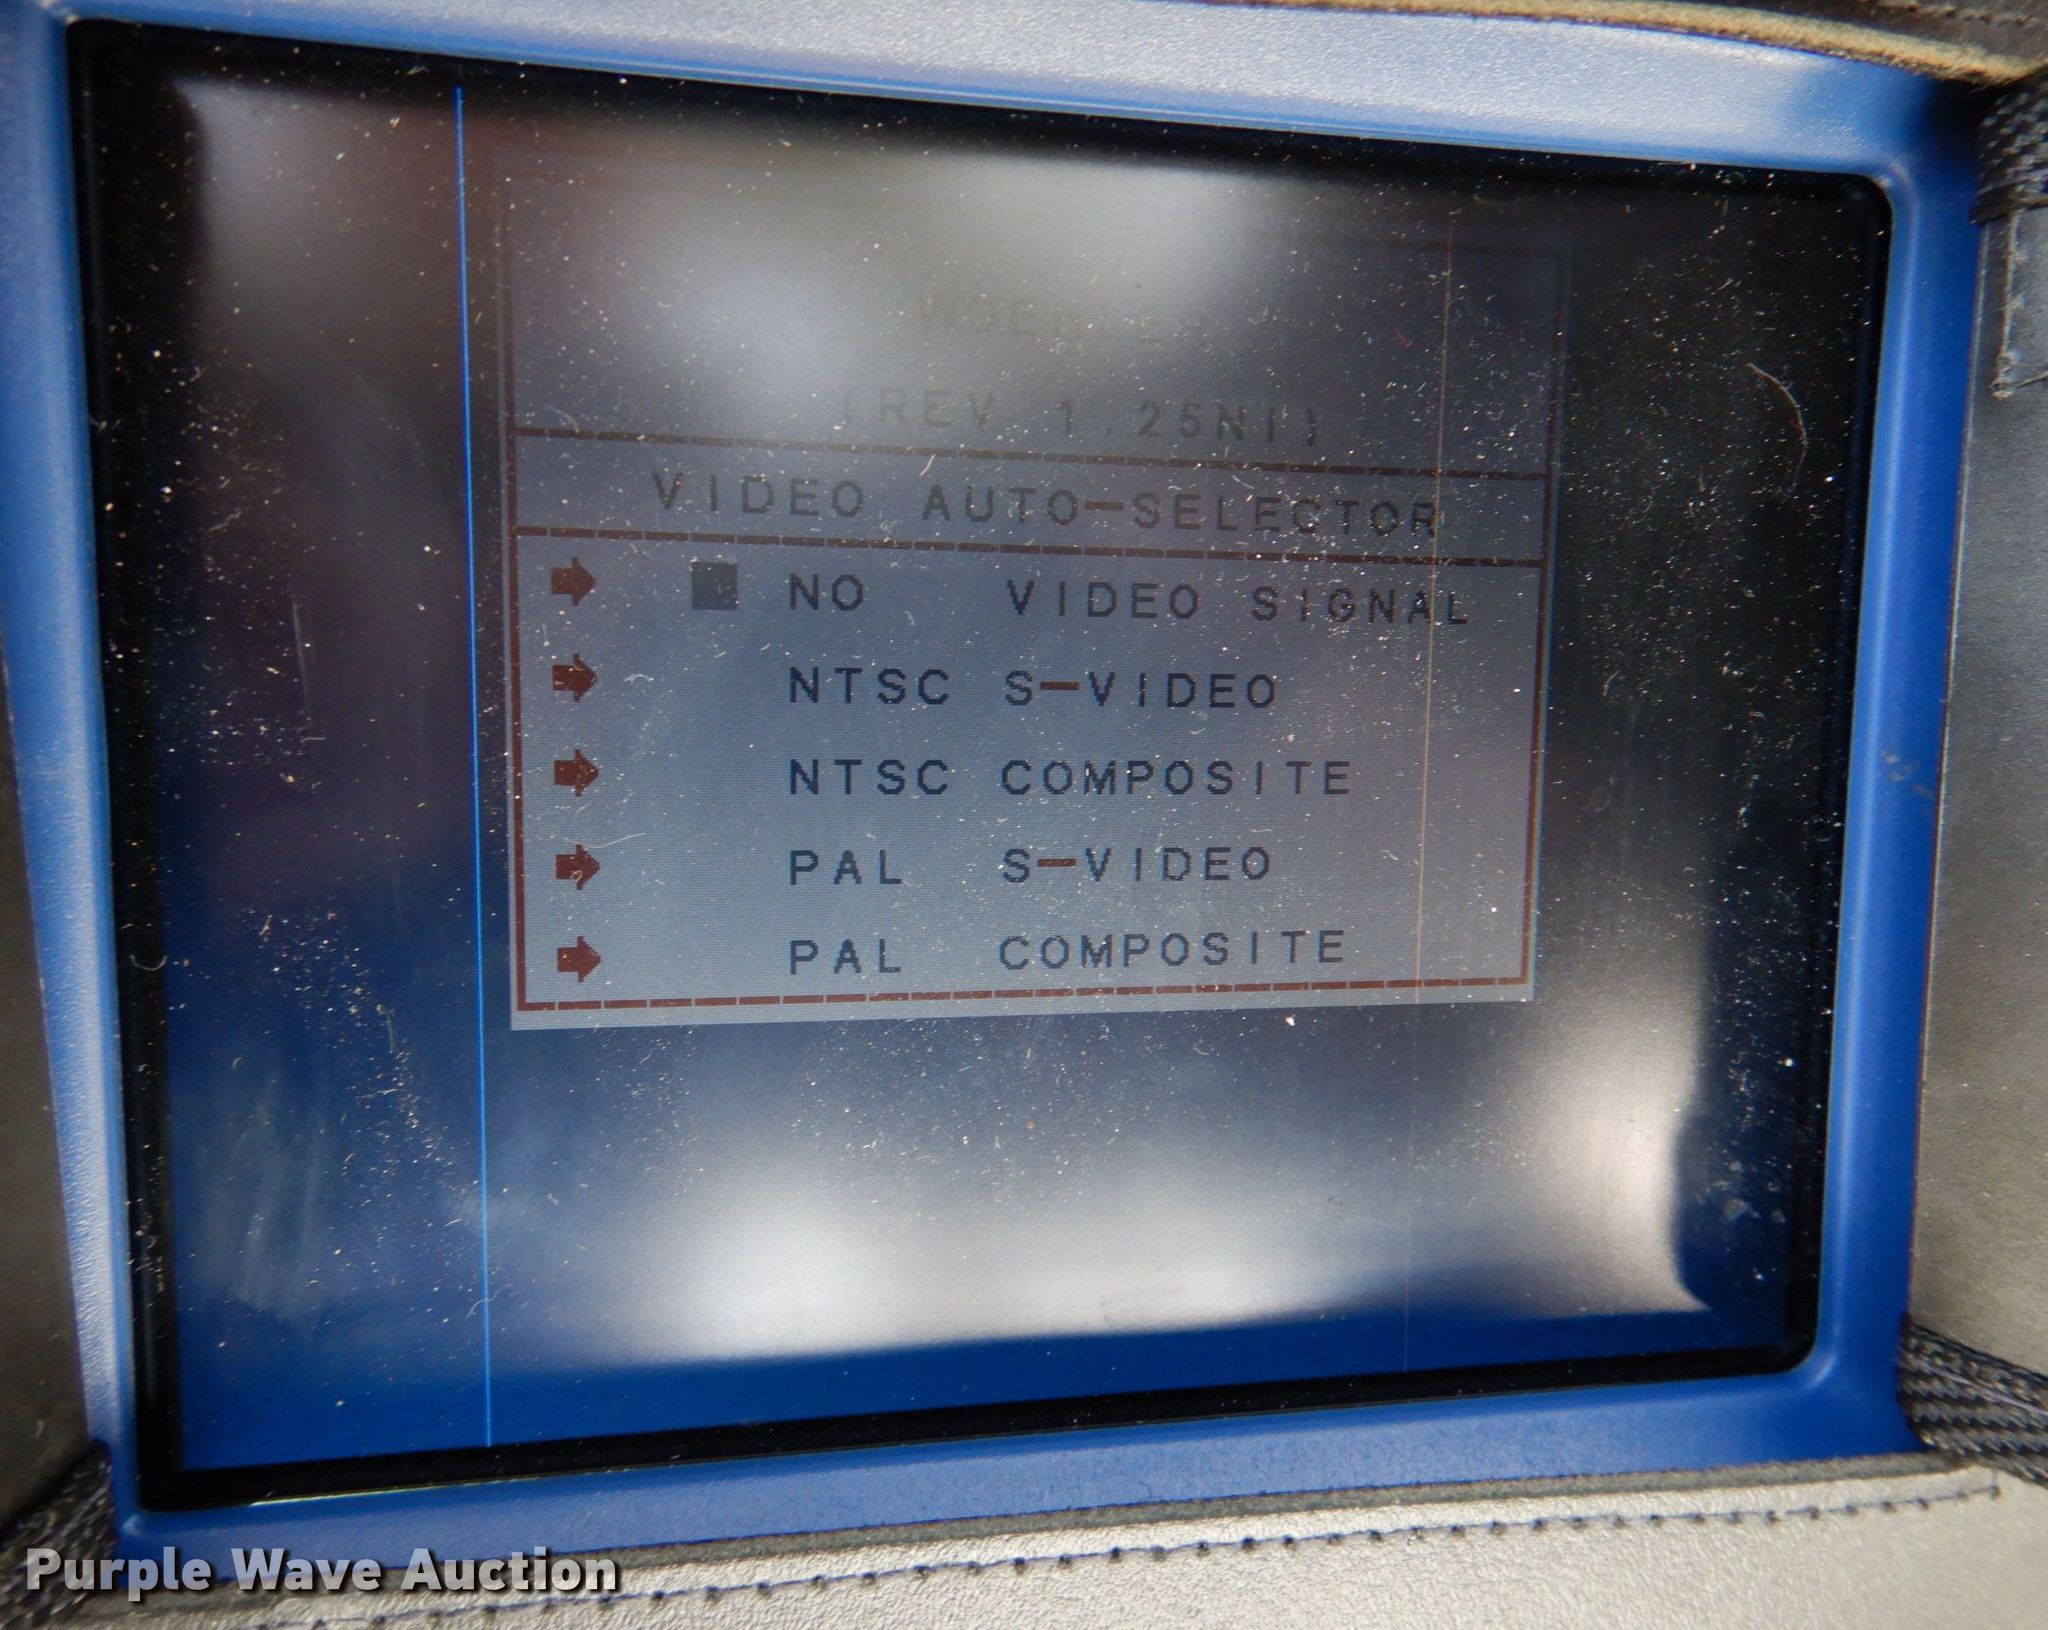 (REV 1.25NI)
VIDEO AUTO-SELECTOR
NO VIDEO SIGNAL
NTSC S-VIDEO
NTSC COMPOSITE
PAL S-VIDEO
PAL COMPOSITE
Purple Wave Auction